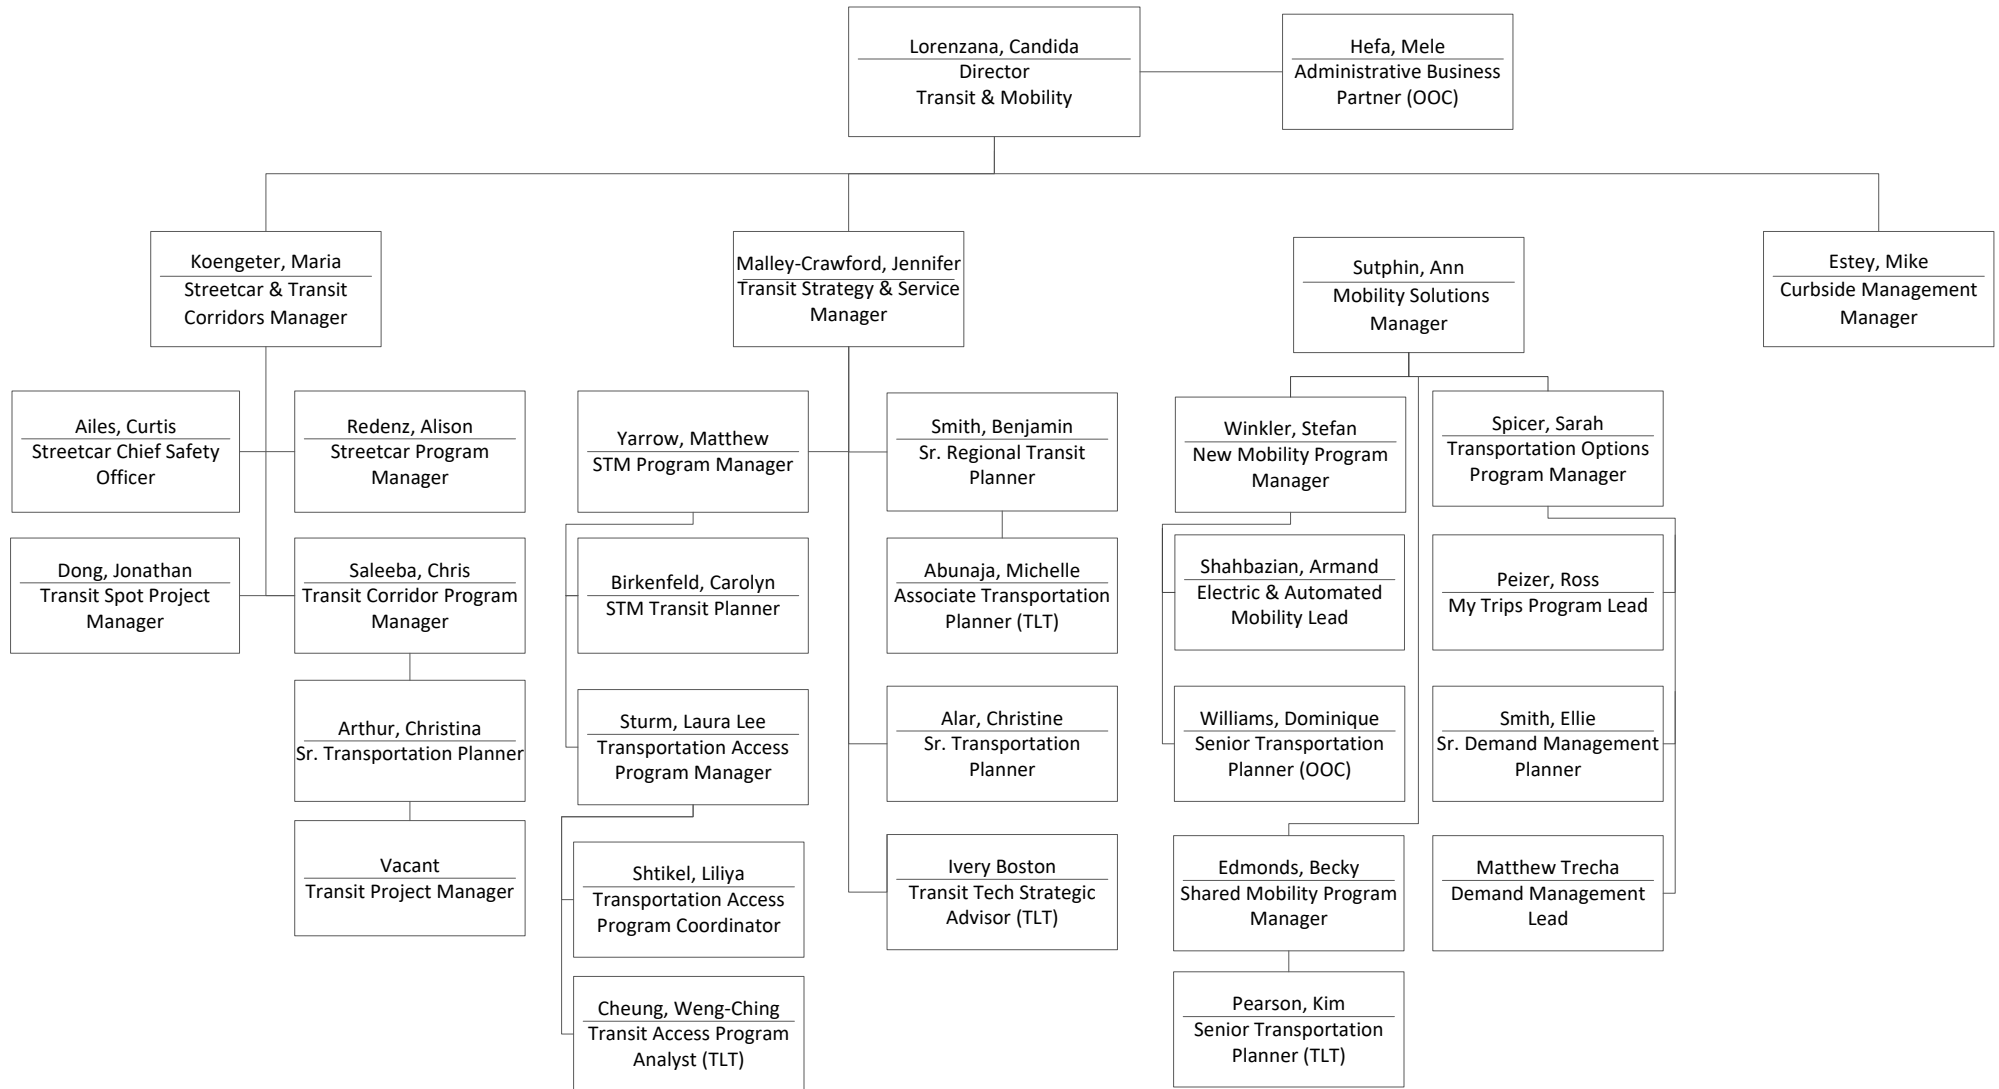 Lorenzana, Candida
Director
Transit & Mobility
Hefa, Mele
Administrative Business
Partner (OOC)
Koengeter, Maria
Streetcar & Transit
Corridors Manager
Malley-Crawford, Jennifer
Transit Strategy & Service
Manager
Sutphin, Ann
Mobility Solutions
Manager
Estey, Mike
Curbside Management
Manager
Ailes, Curtis
Streetcar Chief Safety
Officer
Redenz, Alison
Streetcar Program
Manager
Yarrow, Matthew
STM Program Manager
Smith, Benjamin
Sr. Regional Transit
Planner
Winkler, Stefan
New Mobility Program
Manager
Spicer, Sarah
Transportation Options
Program Manager
Dong, Jonathan
Transit Spot Project
Manager
Saleeba, Chris
Transit Corridor Program
Manager
Birkenfeld, Carolyn
STM Transit Planner
Abunaja, Michelle
Associate Transportation
Planner (TLT)
Shahbazian, Armand
Electric & Automated
Mobility Lead
Peizer, Ross
My Trips Program Lead
Arthur, Christina
Sr. Transportation Planner
Sturm, Laura Lee
Transportation Access
Program Manager
Alar, Christine
Sr. Transportation
Planner
Williams, Dominique
Senior Transportation
Planner (OOC)
Smith, Ellie
Sr. Demand Management
Planner
Vacant
Transit Project Manager
Shtikel, Liliya
Transportation Access
Program Coordinator
Ivery Boston
Transit Tech Strategic
Advisor (TLT)
Edmonds, Becky
Shared Mobility Program
Manager
Matthew Trecha
Demand Management
Lead
Cheung, Weng-Ching
Transit Access Program
Analyst (TLT)
Pearson, Kim
Senior Transportation
Planner (TLT)